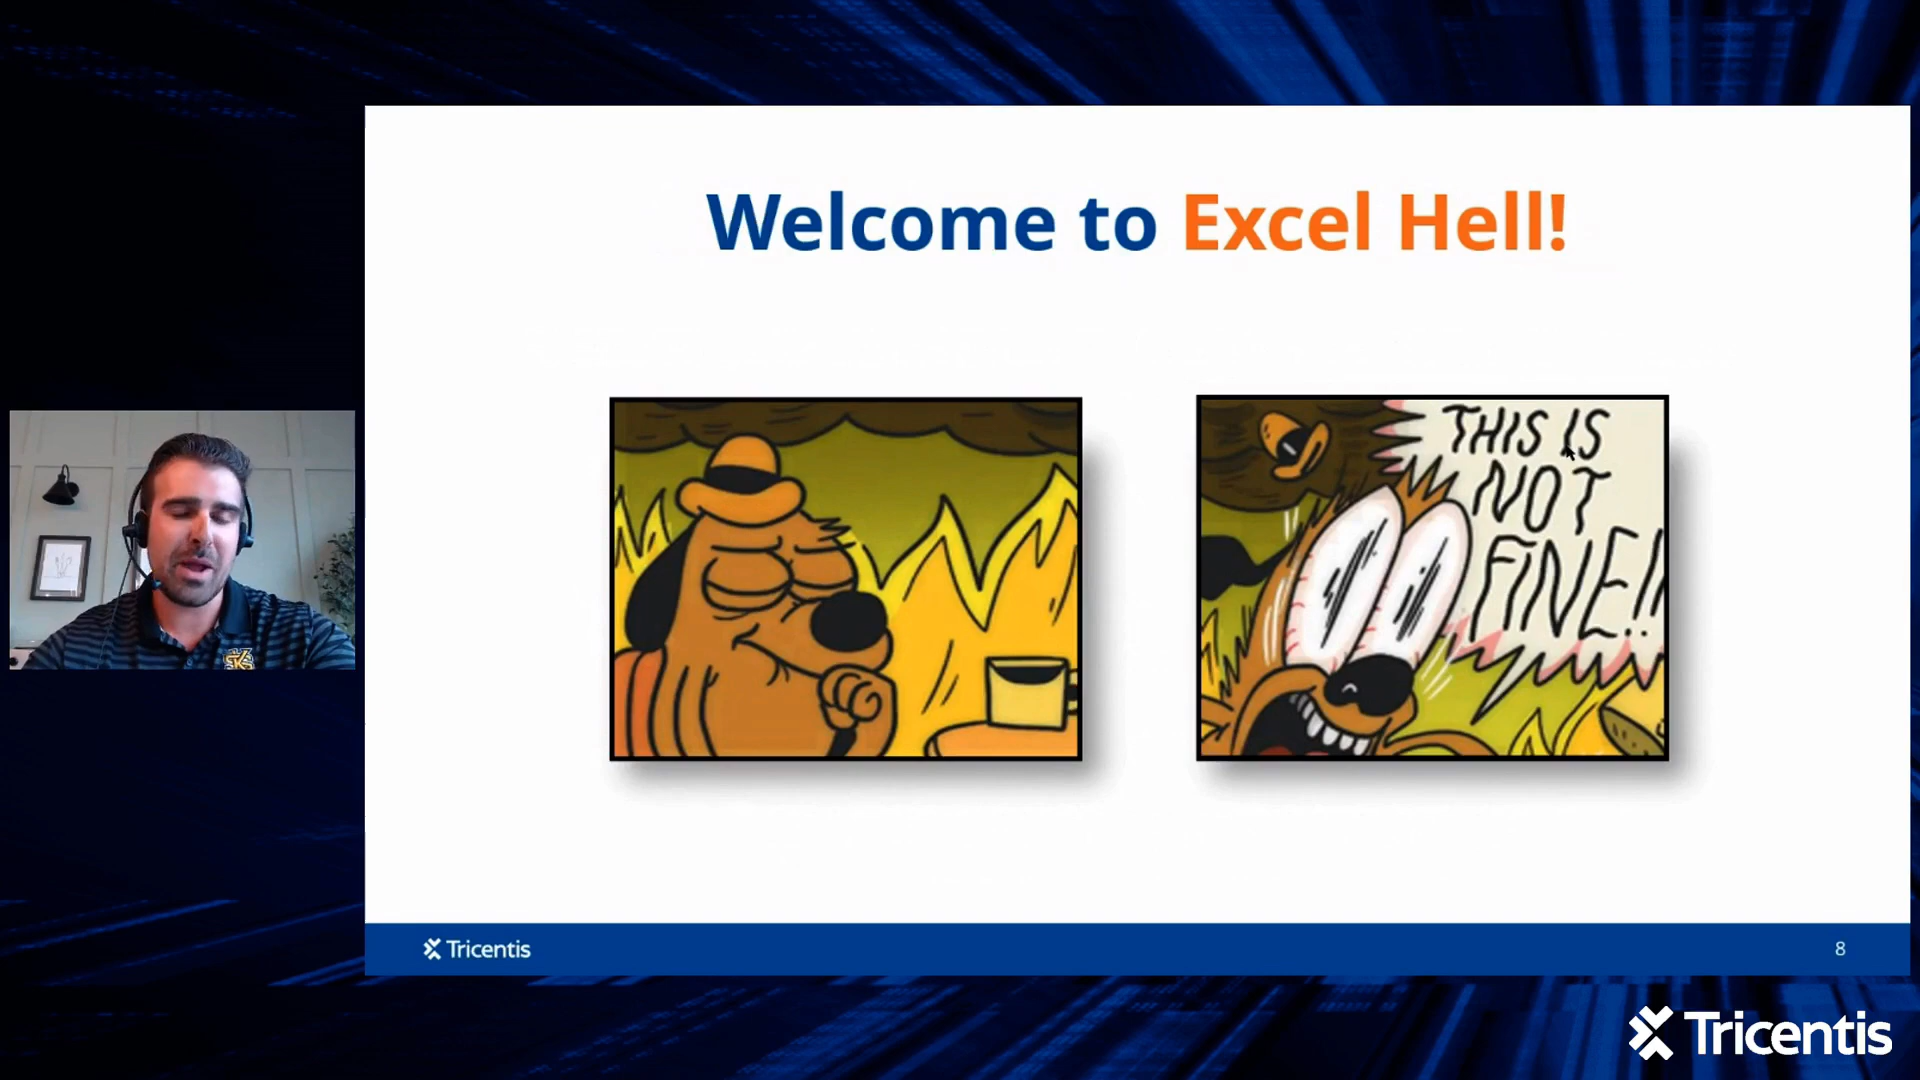 Welcome to Excel Hell!
THIS IS
NOT
FINE!!
Tricentis
8
Tricentis